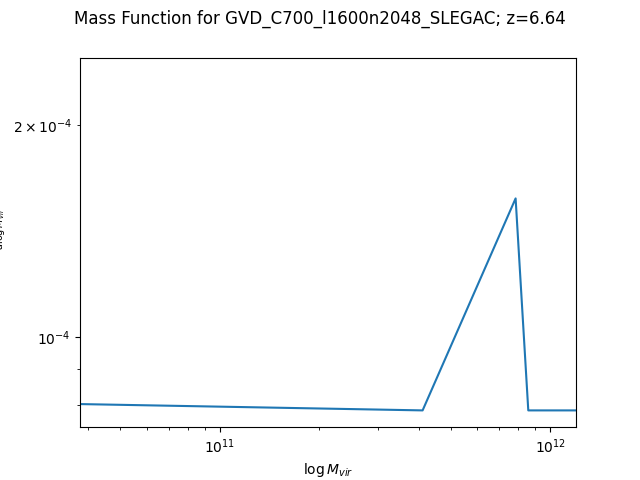 Mass Function for GVD_C700_l1600n2048_SLEGAC; z=6.64
2 × 10⁻⁴
10⁻⁴
10¹¹
10¹²
log M_vir